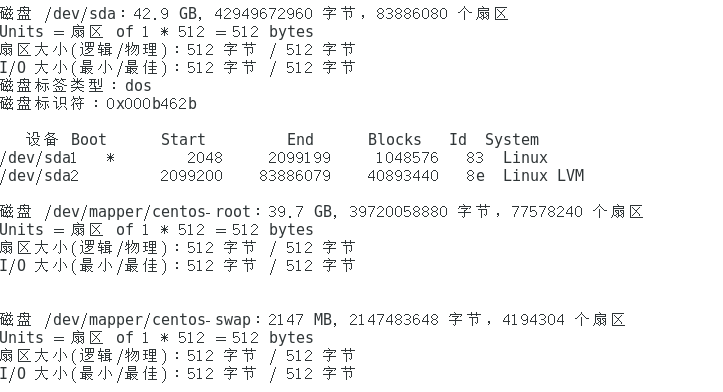 磁盘 /dev/sda：42.9 GB, 42949672960 字节，83886080 个扇区
Units = 扇区 of 1 * 512 = 512 bytes
扇区大小(逻辑/物理)：512 字节 / 512 字节
I/O 大小(最小/最佳)：512 字节 / 512 字节
磁盘标签类型：dos
磁盘标识符：0x000b462b
设备 Boot Start End Blocks Id System
/dev/sda1 * 2048 2099199 1048576 83 Linux
/dev/sda2 2099200 83886079 40893440 8e Linux LVM
磁盘 /dev/mapper/centos-root：39.7 GB, 39720058880 字节，77578240 个扇区
Units = 扇区 of 1 * 512 = 512 bytes
扇区大小(逻辑/物理)：512 字节 / 512 字节
I/O 大小(最小/最佳)：512 字节 / 512 字节
磁盘 /dev/mapper/centos-swap：2147 MB, 2147483648 字节，4194304 个扇区
Units = 扇区 of 1 * 512 = 512 bytes
扇区大小(逻辑/物理)：512 字节 / 512 字节
I/O 大小(最小/最佳)：512 字节 / 512 字节